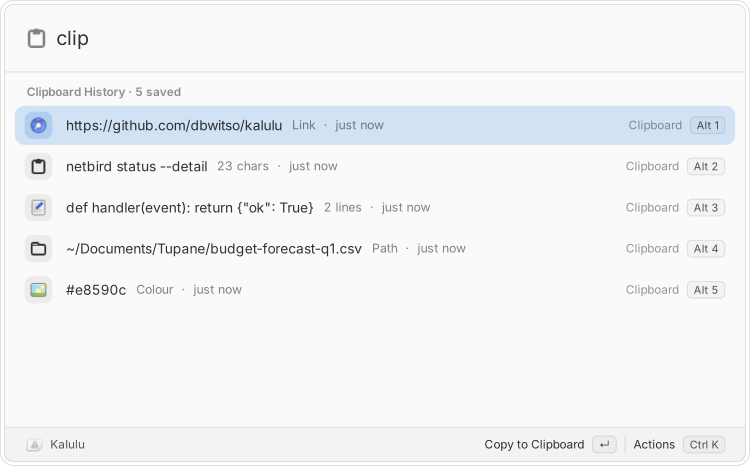 clip
Clipboard History · 5 saved
https://github.com/dbwitso/kalulu Link · just now Clipboard Alt 1
netbird status --detail 23 chars · just now Clipboard Alt 2
def handler(event): return {"ok": True} 2 lines · just now Clipboard Alt 3
~/Documents/Tupane/budget-forecast-q1.csv Path · just now Clipboard Alt 4
#e8590c Colour · just now Clipboard Alt 5
Kalulu Copy to Clipboard ↵ Actions Ctrl K